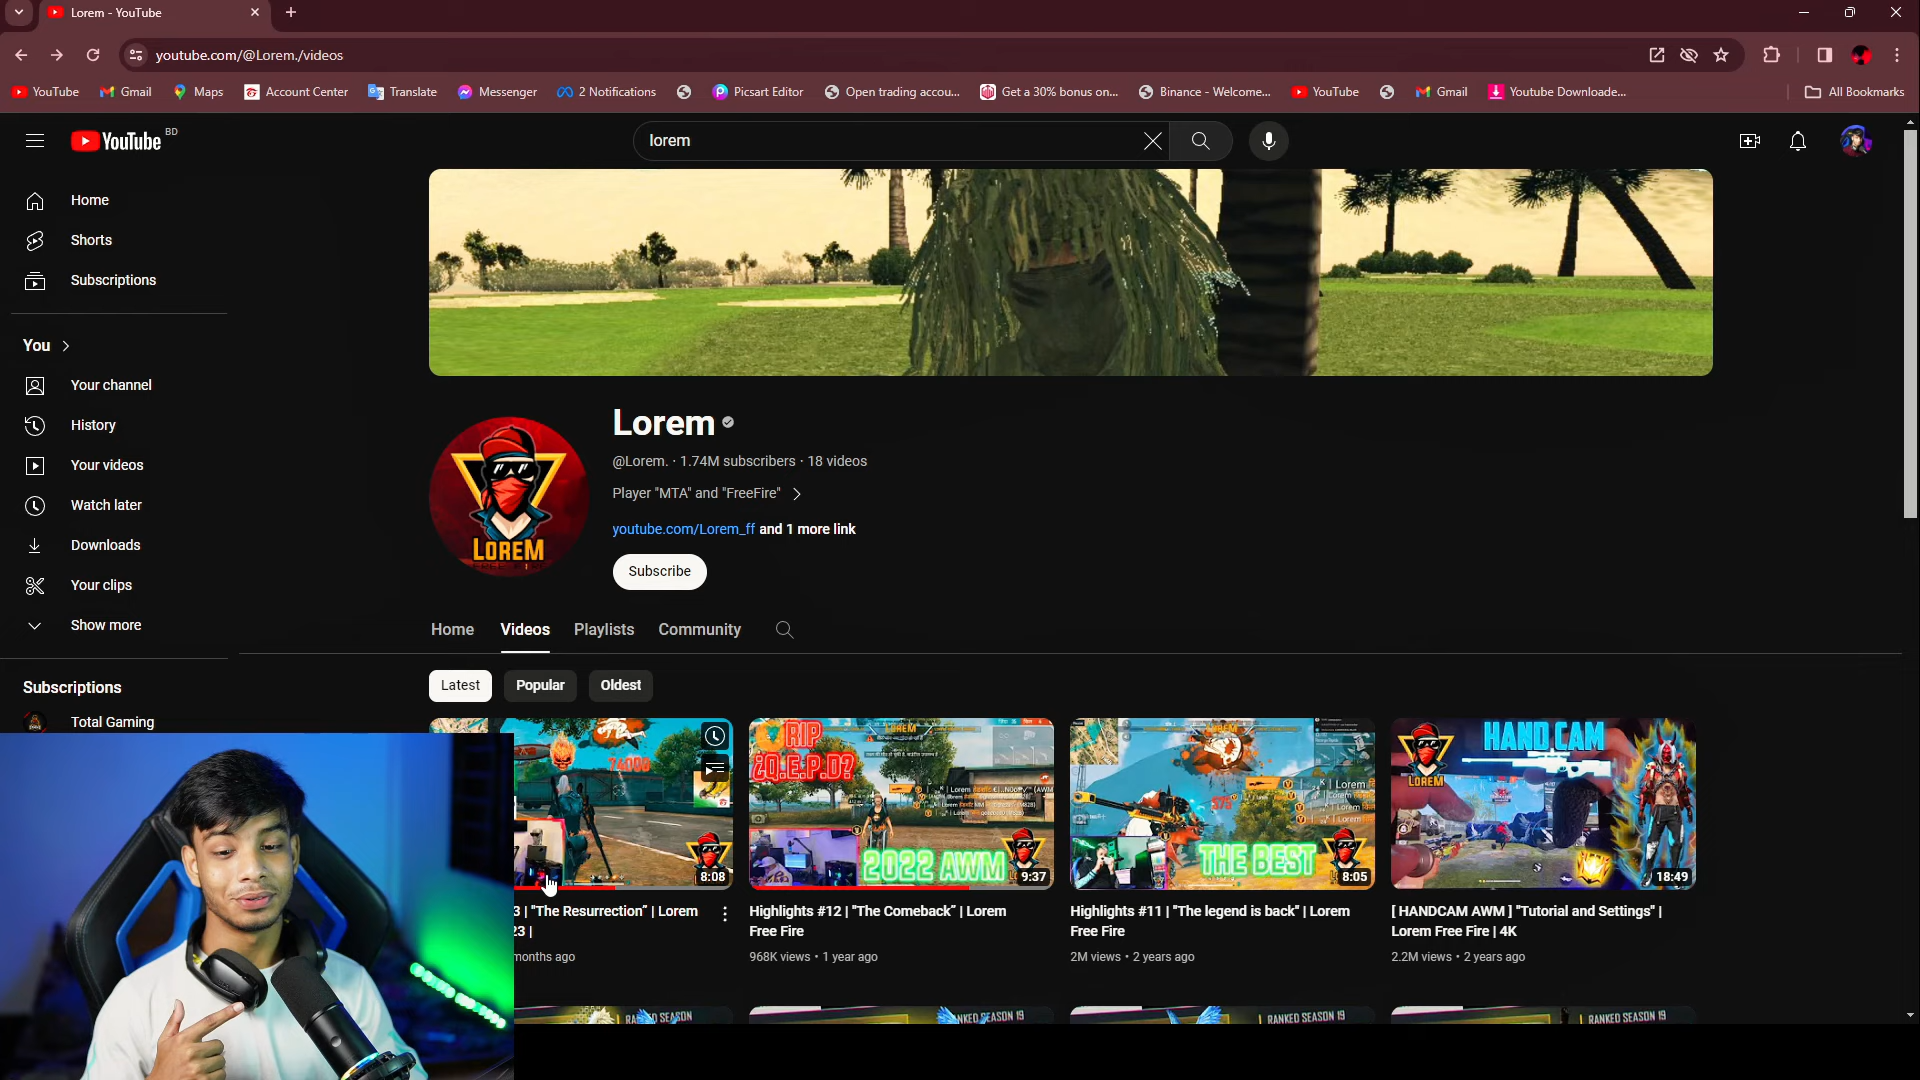 Lorem - YouTube
youtube.com/@Lorem./videos
YouTube
Gmail
Maps
Account Center
Translate
Messenger
2 Notifications
Picsart Editor
Open trading accou...
Get a 30% bonus on...
Binance - Welcome...
YouTube
Gmail
Youtube Downloade...
All Bookmarks
YouTube BD
lorem
Home
Shorts
Subscriptions
You
Your channel
History
Your videos
Watch later
Downloads
Your clips
Show more
Subscriptions
Total Gaming
LOREM
Lorem
@Lorem. · 1.74M subscribers · 18 videos
Player "MTA" and "FreeFire"
youtube.com/Lorem_ff and 1 more link
Subscribe
Home
Videos
Playlists
Community
Latest
Popular
Oldest
74000
8:08
3 | "The Resurrection" | Lorem
23 |
months ago
RIP
¿Q.E.P.D?
LOREM
2022 AWM
9:37
Highlights #12 | "The Comeback" | Lorem
Free Fire
968K views • 1 year ago
THE BEST
8:05
Highlights #11 | "The legend is back" | Lorem
Free Fire
2M views • 2 years ago
HAND CAM
LOREM
18:49
[ HANDCAM AWM ] "Tutorial and Settings" |
Lorem Free Fire | 4K
2.2M views • 2 years ago
SEASON
RANKED SEASON 19
RANKED SEASON 19
RANKED SEASON 19